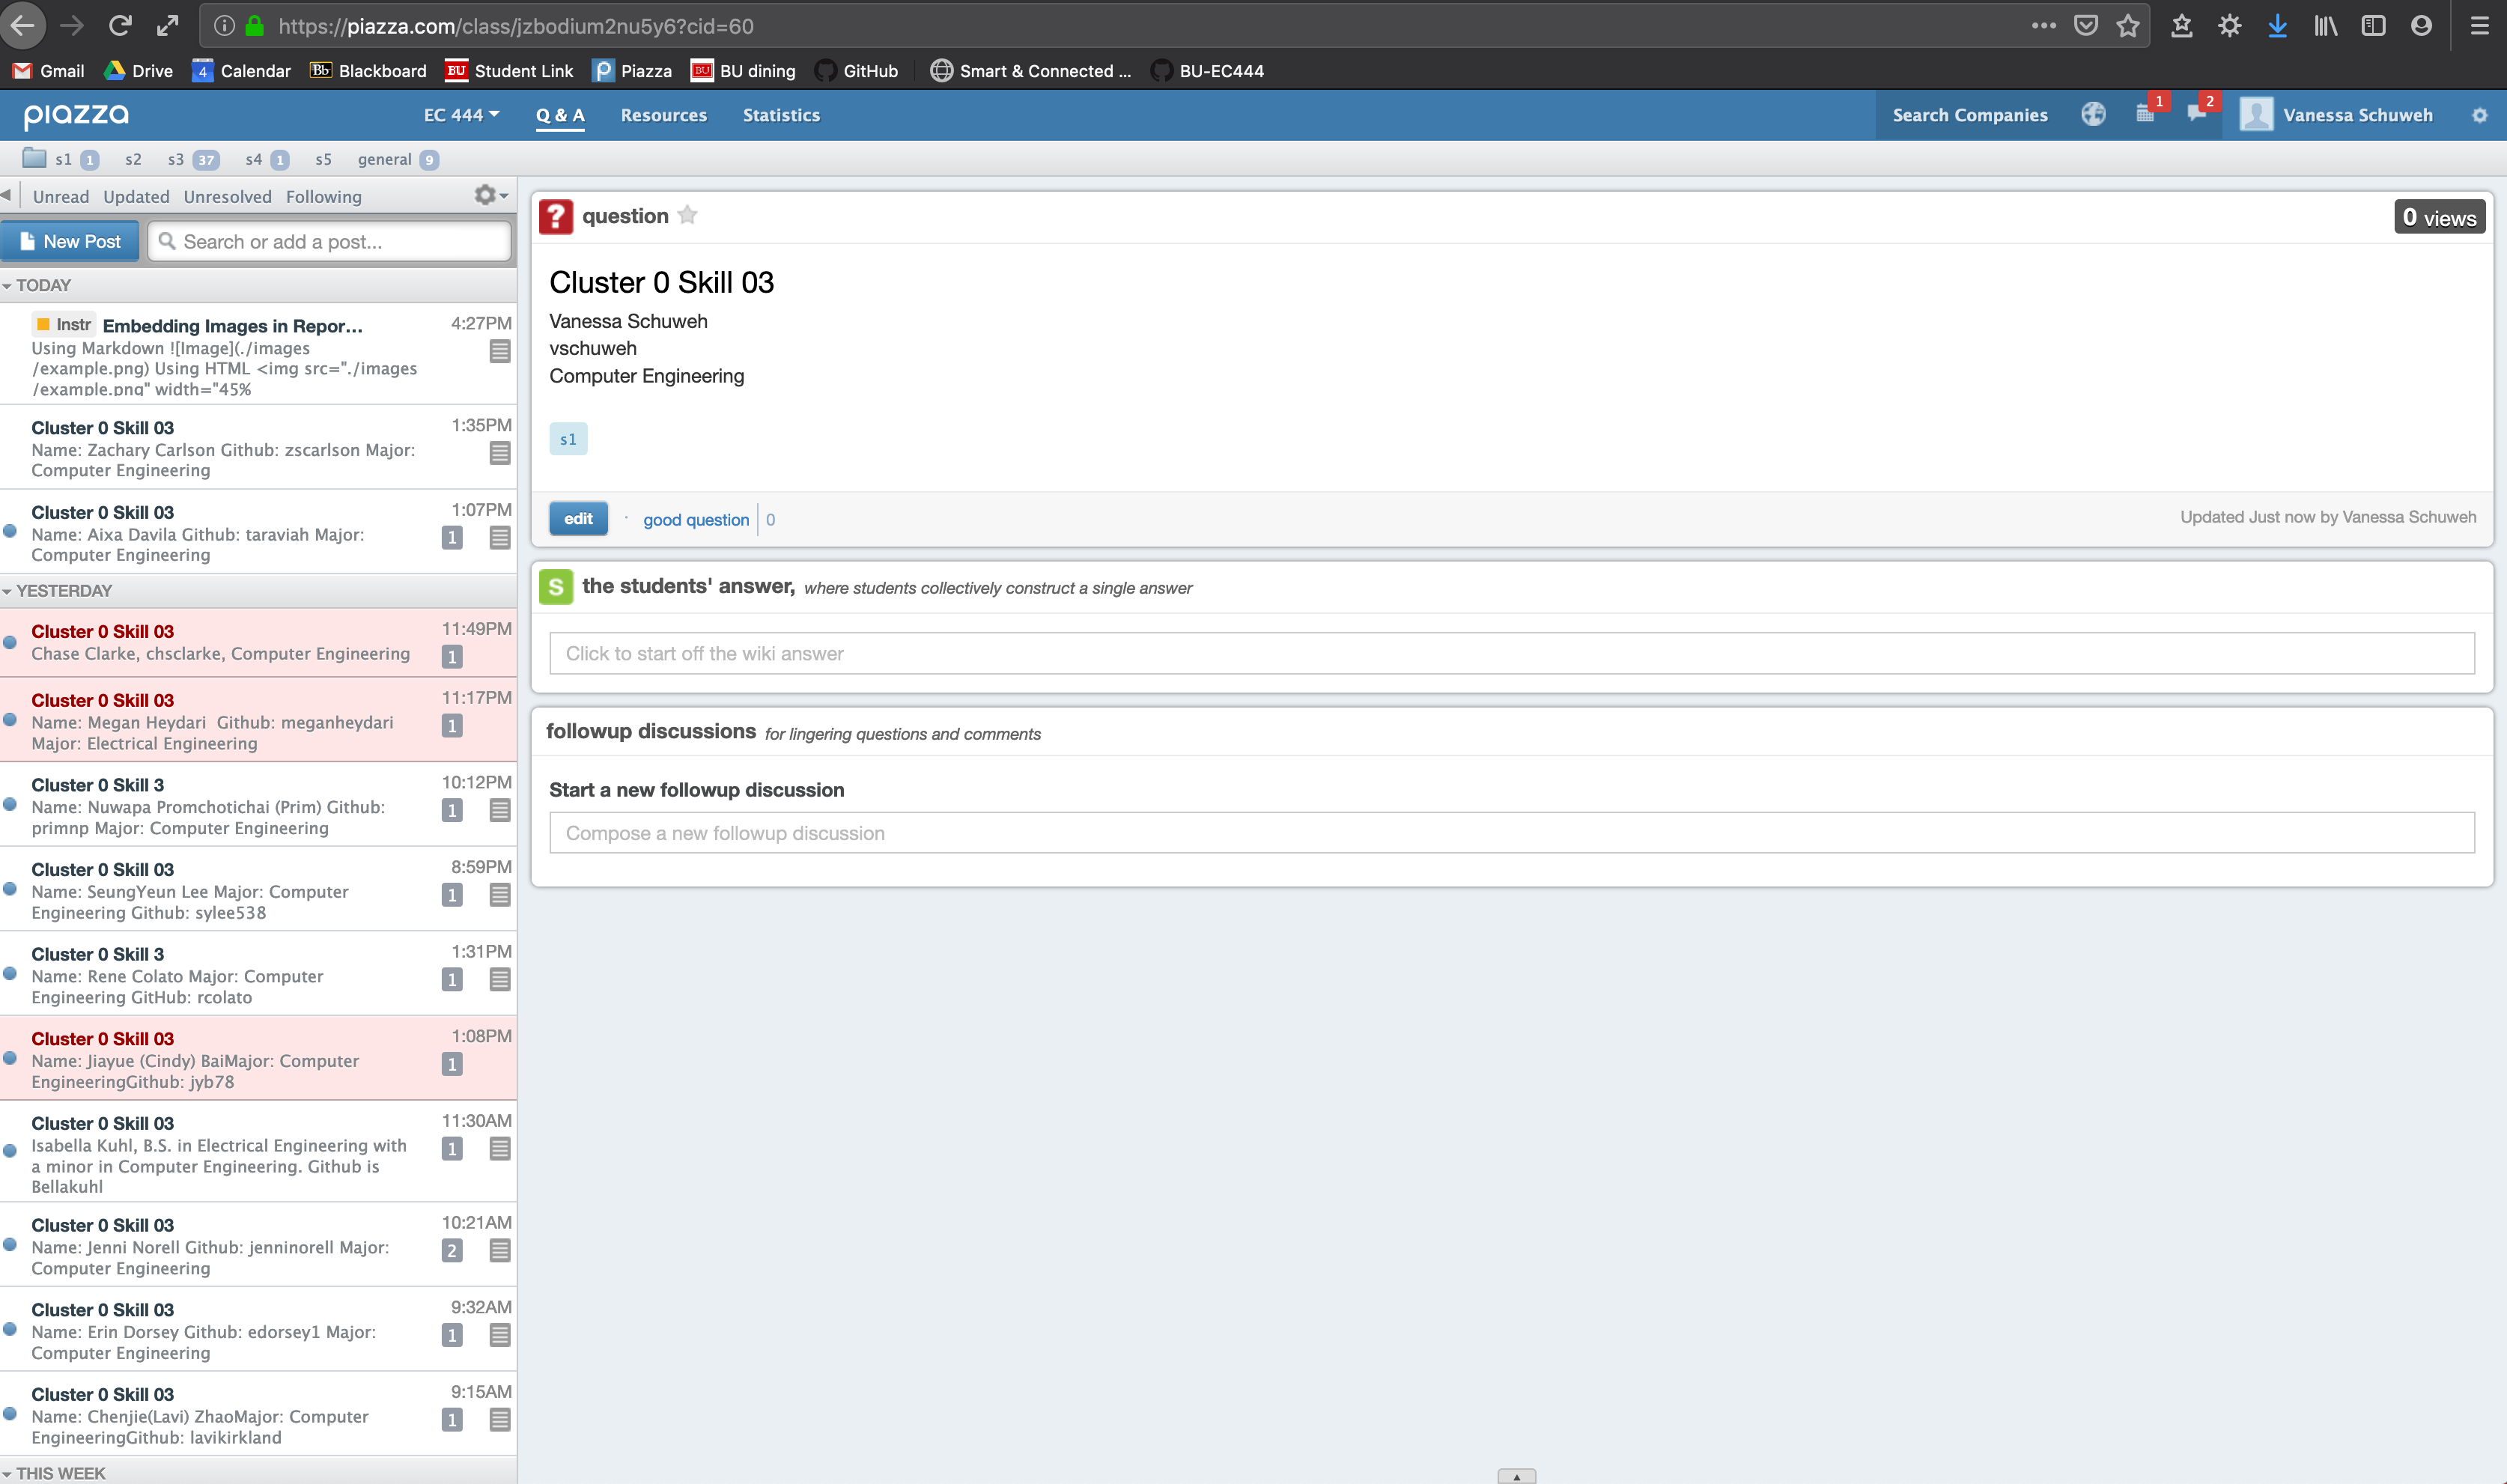 https://piazza.com/class/jzbodium2nu5y6?cid=60
Gmail Drive 4 Calendar Bb Blackboard BU Student Link p Piazza BU BU dining GitHub Smart & Connected ... BU-EC444
piazza EC 444 Q & A Resources Statistics Search Companies 1 2 Vanessa Schuweh
s1 1 s2 s3 37 s4 1 s5 general 9
Unread Updated Unresolved Following
New Post Search or add a post...
TODAY
Instr Embedding Images in Repor... 4:27PM
Using Markdown ![Image](./images
/example.png) Using HTML <img src="./images
/example.png" width="45%
Cluster 0 Skill 03 1:35PM
Name: Zachary Carlson Github: zscarlson Major:
Computer Engineering
Cluster 0 Skill 03 1:07PM
Name: Aixa Davila Github: taraviah Major: 1
Computer Engineering
YESTERDAY
Cluster 0 Skill 03 11:49PM
Chase Clarke, chsclarke, Computer Engineering 1
Cluster 0 Skill 03 11:17PM
Name: Megan Heydari Github: meganheydari 1
Major: Electrical Engineering
Cluster 0 Skill 3 10:12PM
Name: Nuwapa Promchotichai (Prim) Github: 1
primnp Major: Computer Engineering
Cluster 0 Skill 03 8:59PM
Name: SeungYeun Lee Major: Computer 1
Engineering Github: sylee538
Cluster 0 Skill 3 1:31PM
Name: Rene Colato Major: Computer 1
Engineering GitHub: rcolato
Cluster 0 Skill 03 1:08PM
Name: Jiayue (Cindy) BaiMajor: Computer 1
EngineeringGithub: jyb78
Cluster 0 Skill 03 11:30AM
Isabella Kuhl, B.S. in Electrical Engineering with 1
a minor in Computer Engineering. Github is
Bellakuhl
Cluster 0 Skill 03 10:21AM
Name: Jenni Norell Github: jenninorell Major: 2
Computer Engineering
Cluster 0 Skill 03 9:32AM
Name: Erin Dorsey Github: edorsey1 Major: 1
Computer Engineering
Cluster 0 Skill 03 9:15AM
Name: Chenjie(Lavi) ZhaoMajor: Computer 1
EngineeringGithub: lavikirkland
THIS WEEK
? question 0 views
Cluster 0 Skill 03
Vanessa Schuweh
vschuweh
Computer Engineering
s1
edit · good question 0 Updated Just now by Vanessa Schuweh
S the students' answer, where students collectively construct a single answer
Click to start off the wiki answer
followup discussions for lingering questions and comments
Start a new followup discussion
Compose a new followup discussion